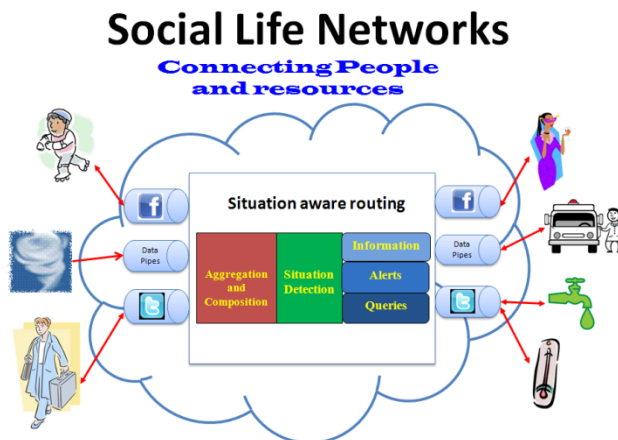 Social Life Networks
Connecting People
and resources
Situation aware routing
f
Data
Pipes
t
Aggregation
and
Composition
Situation
Detection
Information
Alerts
Queries
f
Data
Pipes
t